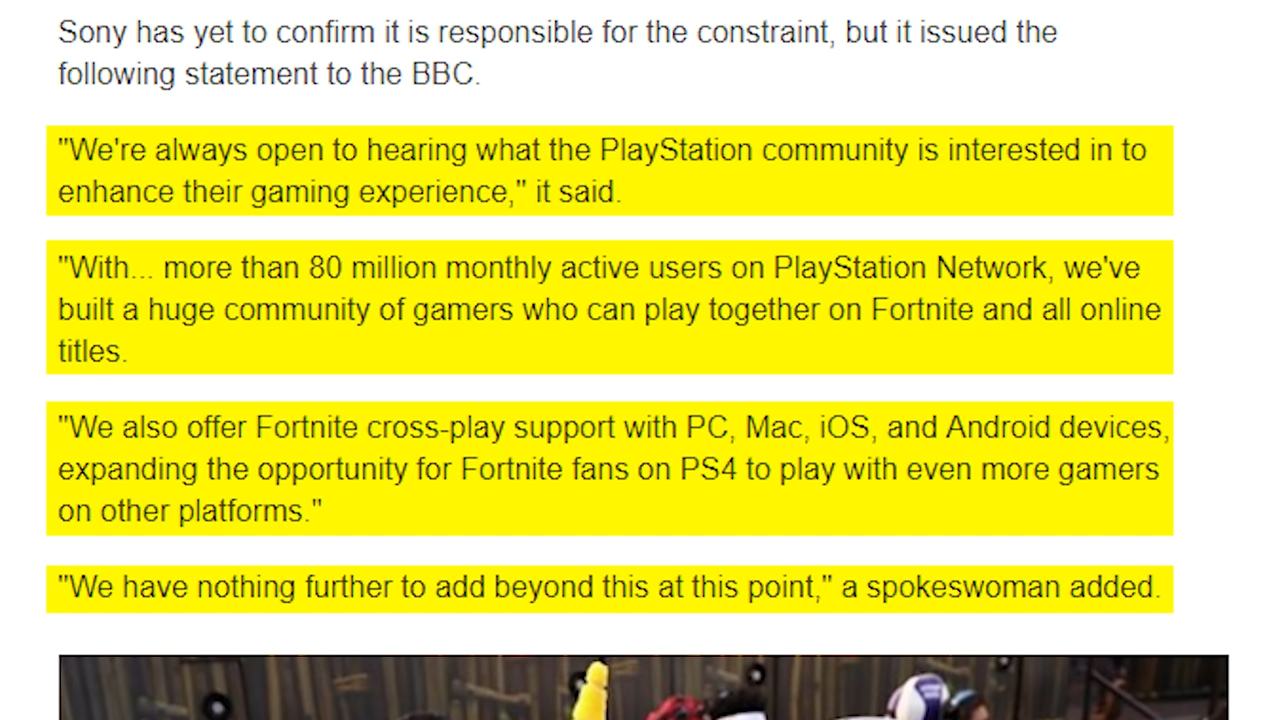 Sony has yet to confirm it is responsible for the constraint, but it issued the
following statement to the BBC.
"We're always open to hearing what the PlayStation community is interested in to
enhance their gaming experience," it said.
"With... more than 80 million monthly active users on PlayStation Network, we've
built a huge community of gamers who can play together on Fortnite and all online
titles.
"We also offer Fortnite cross-play support with PC, Mac, iOS, and Android devices,
expanding the opportunity for Fortnite fans on PS4 to play with even more gamers
on other platforms."
"We have nothing further to add beyond this at this point," a spokeswoman added.